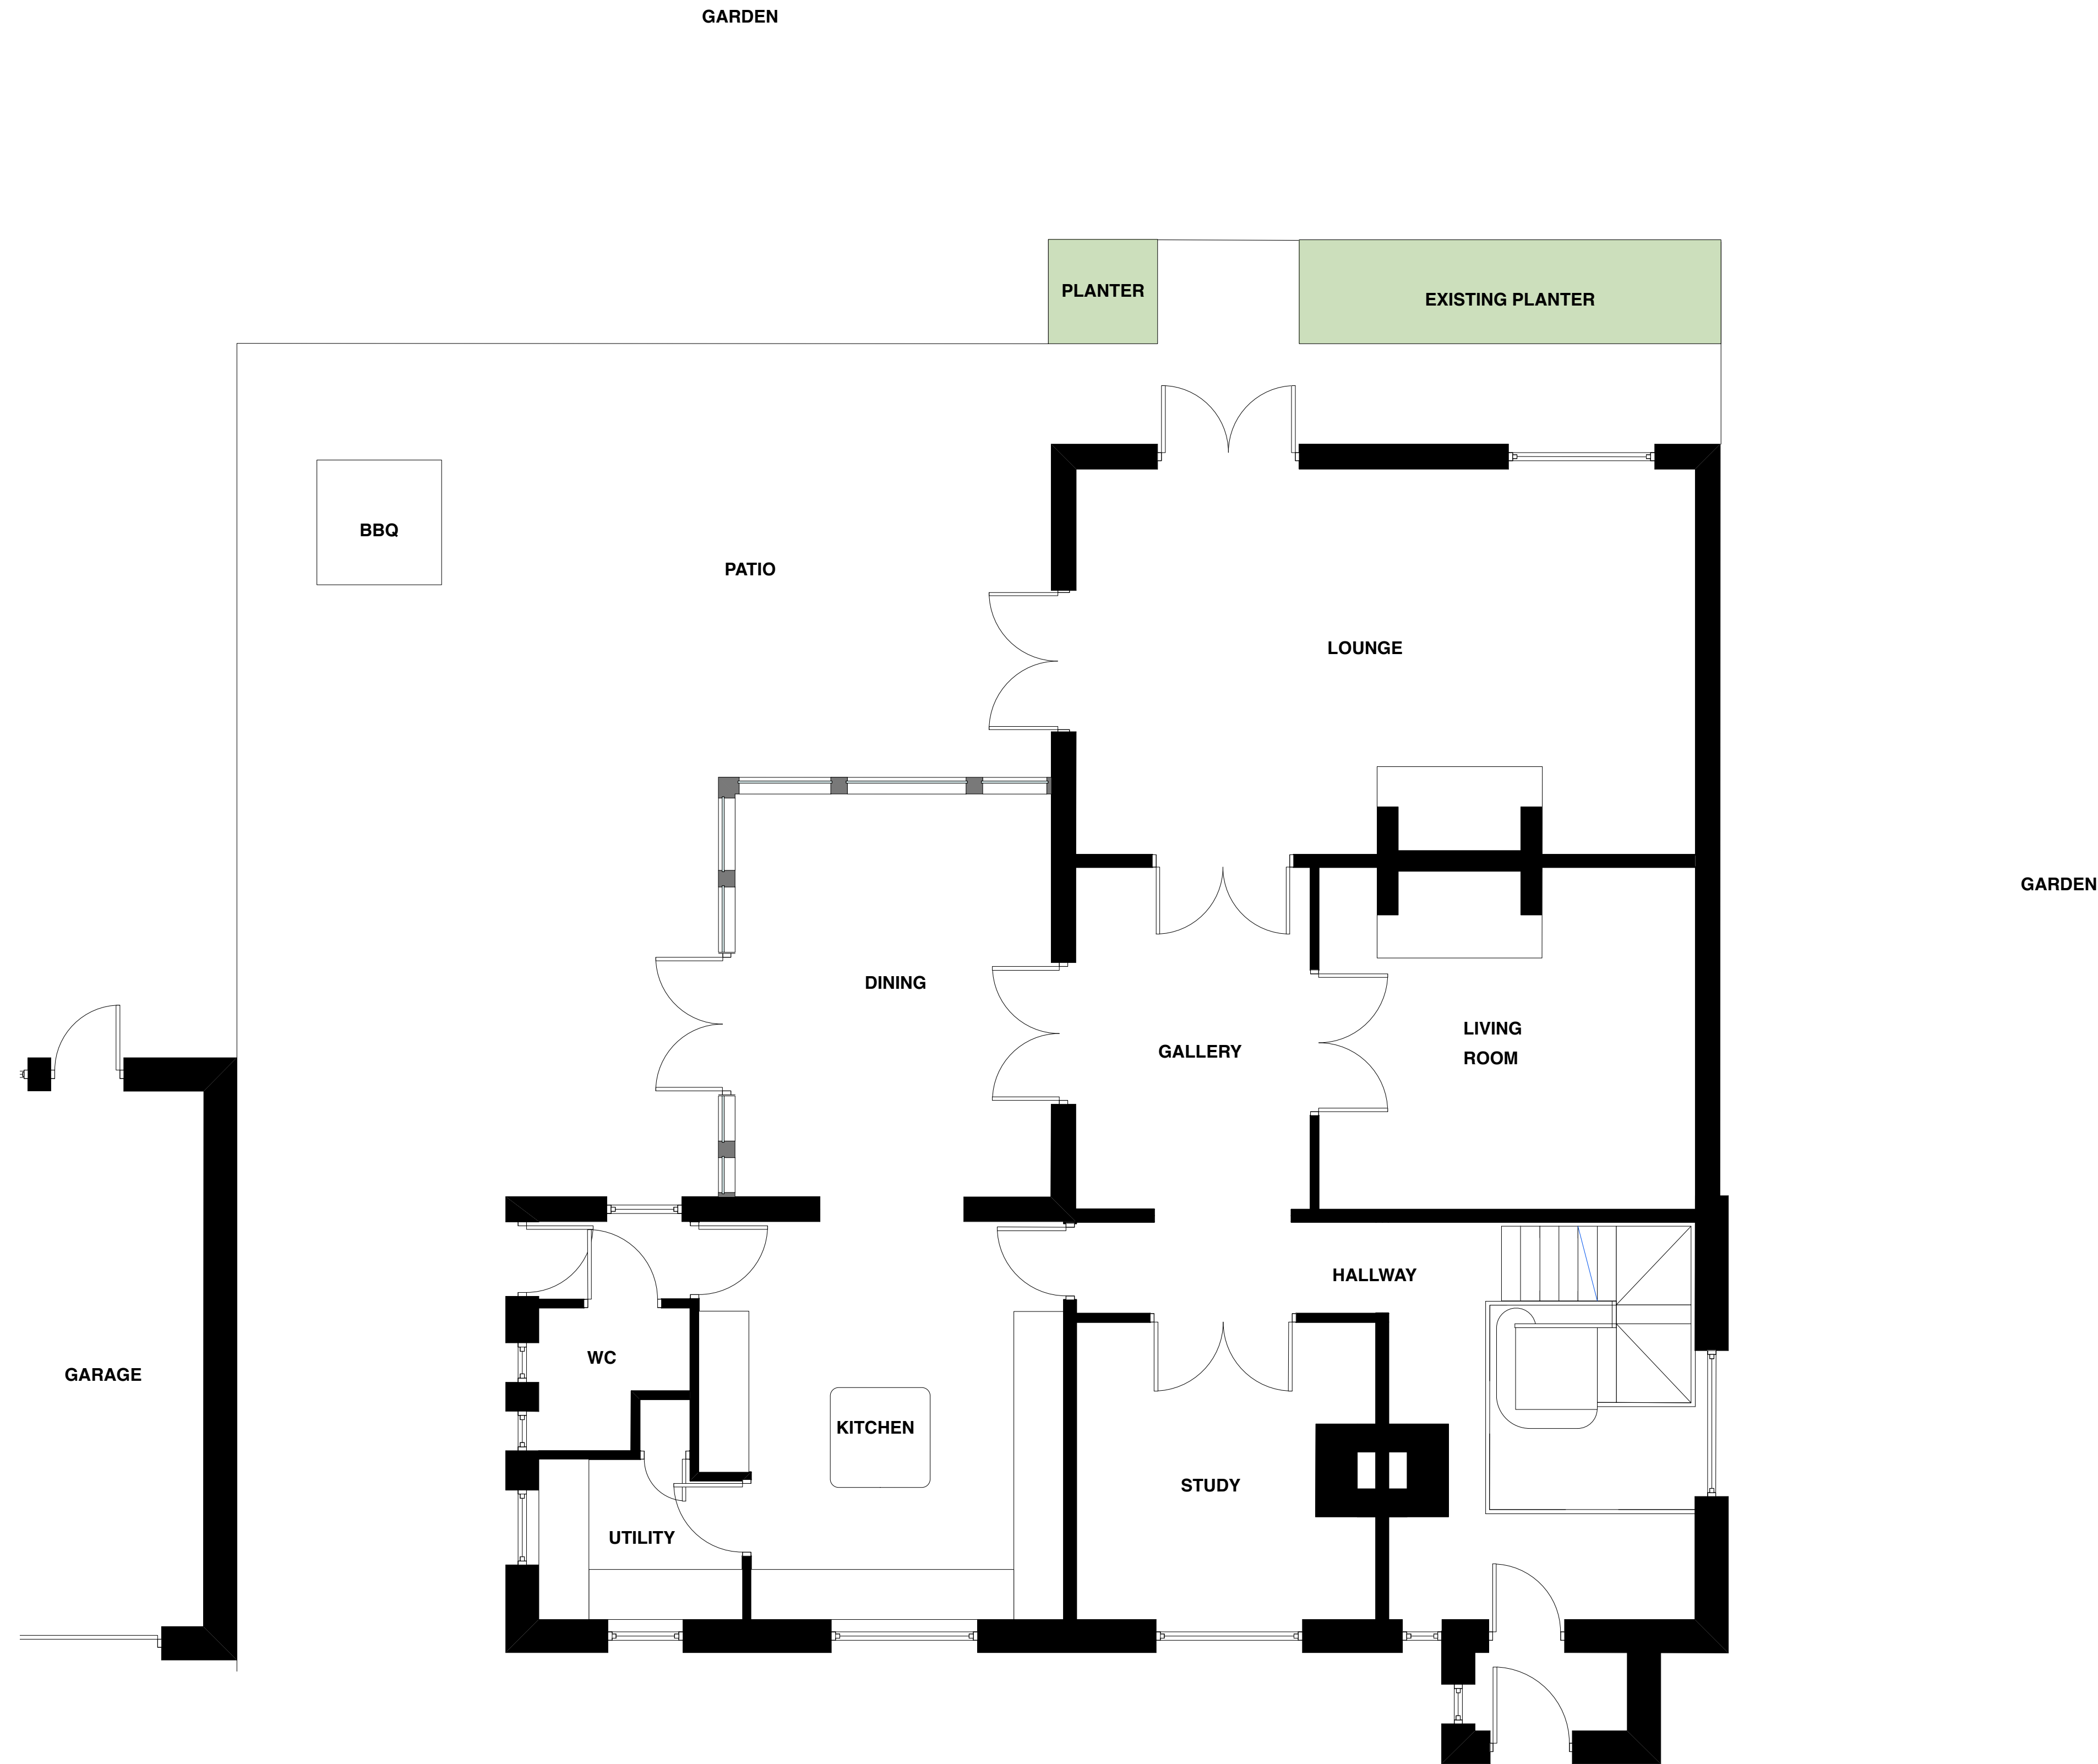 GARDEN
PLANTER
EXISTING PLANTER
BBQ
PATIO
LOUNGE
GARDEN
DINING
LIVING
ROOM
GALLERY
HALLWAY
WC
GARAGE
KITCHEN
STUDY
UTILITY